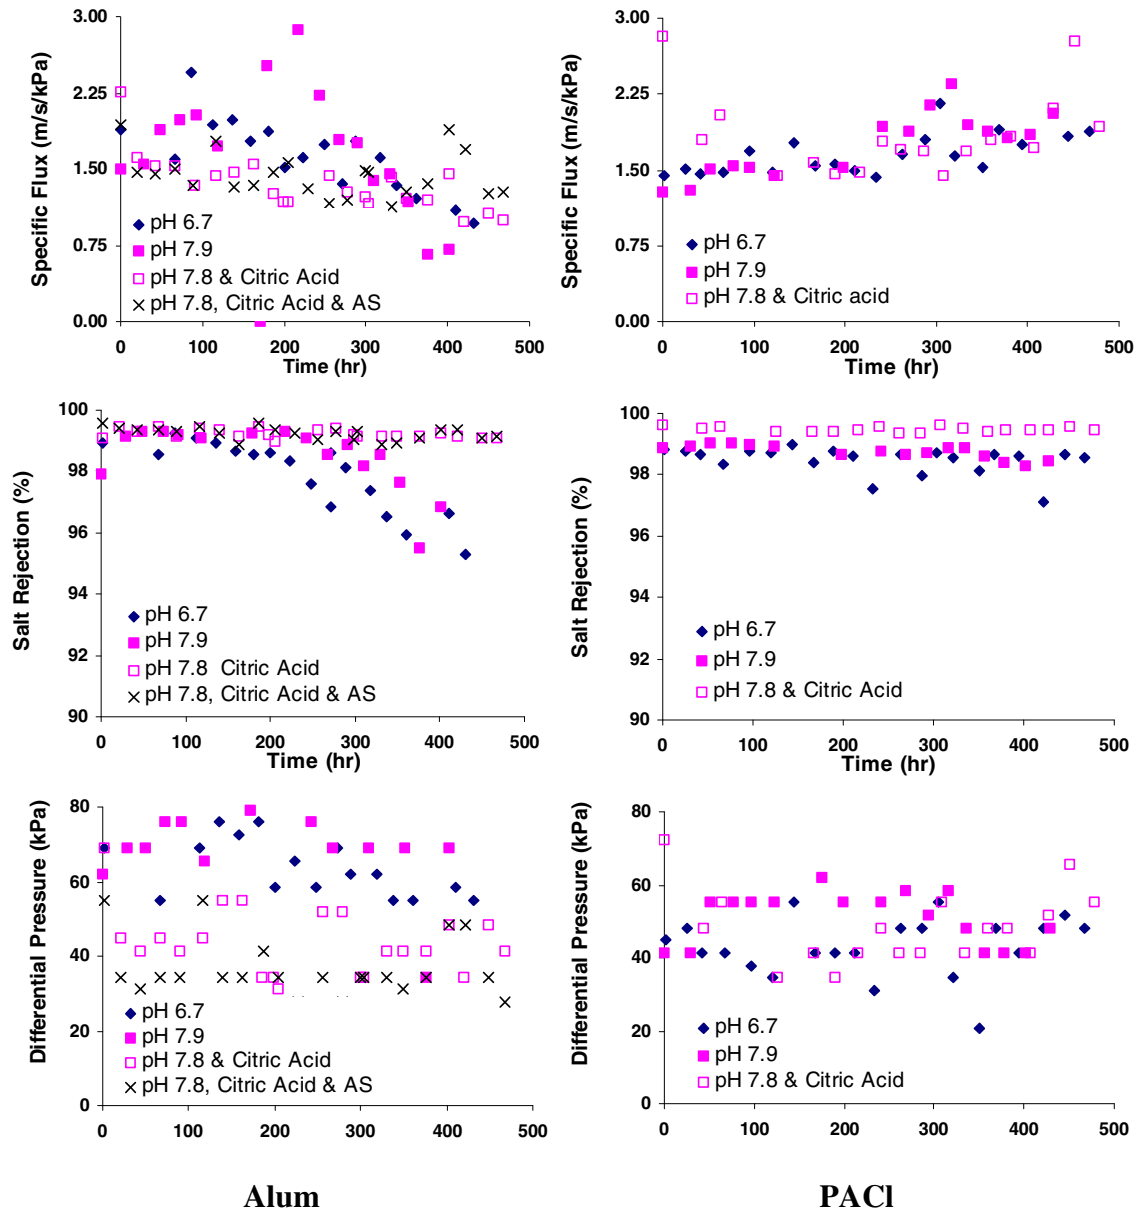 Specific Flux (m/s/kPa)
3.00
2.25
1.50
0.75
0.00
pH 6.7
pH 7.9
pH 7.8 & Citric Acid
pH 7.8, Citric Acid & AS
0 100 200 300 400 500
Time (hr)
Specific Flux (m/s/kPa)
3.00
2.25
1.50
0.75
0.00
pH 6.7
pH 7.9
pH 7.8 & Citric acid
0 100 200 300 400 500
Time (hr)
Salt Rejection (%)
100
98
96
94
92
90
pH 6.7
pH 7.9
pH 7.8 Citric Acid
pH 7.8, Citric Acid & AS
0 100 200 300 400 500
Time (hr)
Salt Rejection (%)
100
98
96
94
92
90
pH 6.7
pH 7.9
pH 7.8 & Citric Acid
0 100 200 300 400 500
Time (hr)
Differential Pressure (kPa)
80
60
40
20
0
pH 6.7
pH 7.9
pH 7.8 & Citric Acid
pH 7.8, Citric Acid & AS
0 100 200 300 400 500
Differential Pressure (kPa)
80
60
40
20
0
pH 6.7
pH 7.9
pH 7.8 & Citric Acid
0 100 200 300 400 500
Alum
PACl